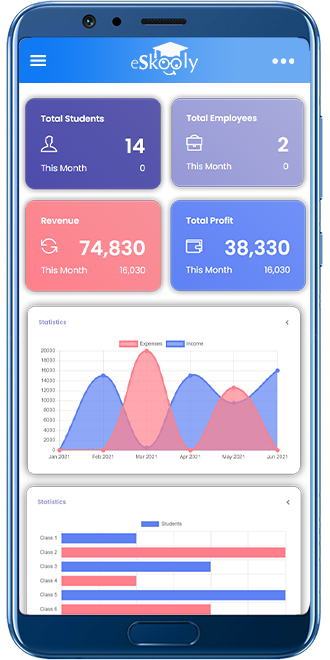 eSkooly
Total Students
14
This Month 0
Total Employees
2
This Month 0
Revenue
74,830
This Month 16,030
Total Profit
38,330
This Month 16,030
Statistics
Expenses Income
20000
18000
16000
14000
12000
10000
8000
6000
4000
2000
0
Jan 2021 Feb 2021 Mar 2021 Apr 2021 May 2021 Jun 2021
Statistics
Students
Class 1
Class 2
Class 3
Class 4
Class 5
Class 6